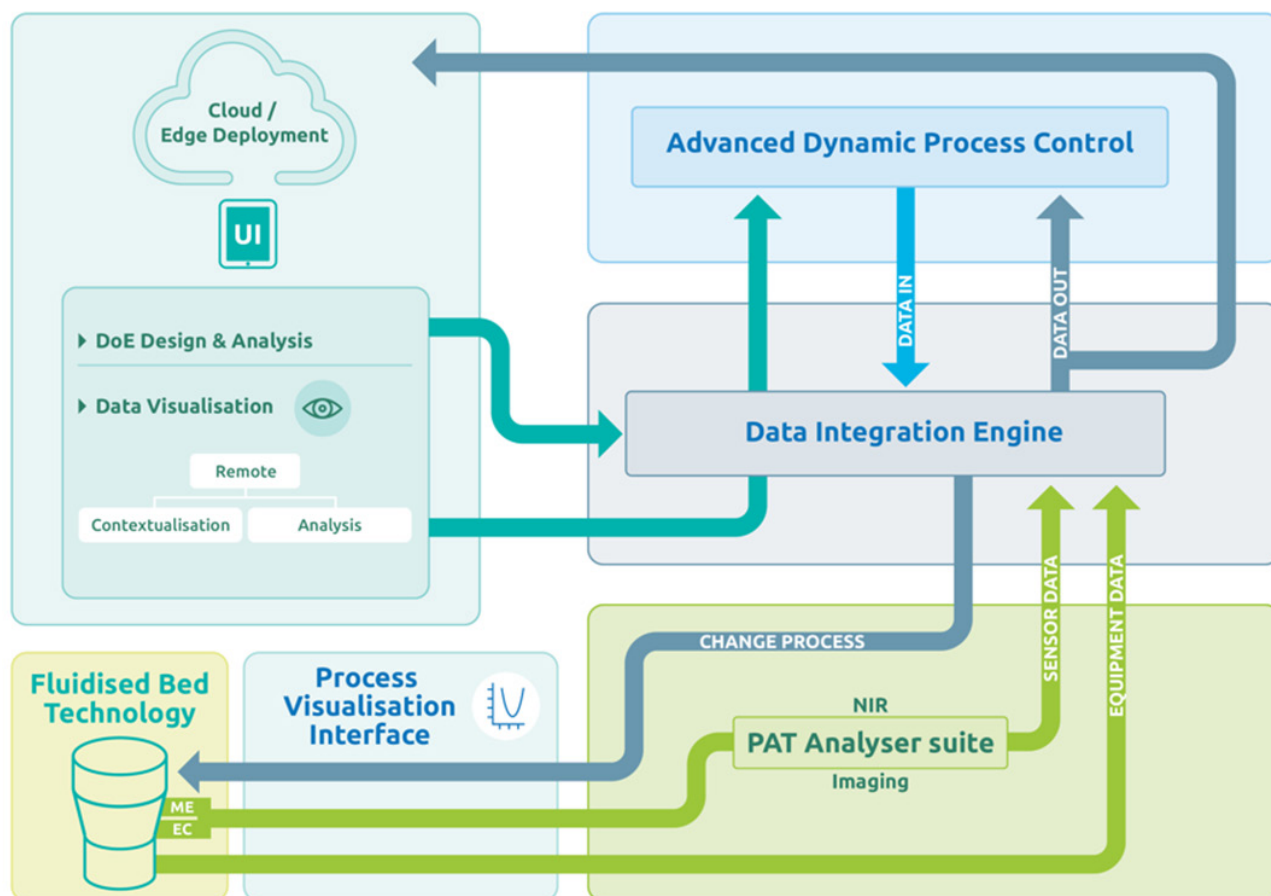 Cloud /
Edge Deployment
UI
DoE Design & Analysis
Data Visualisation
Remote
Contextualisation
Analysis
Advanced Dynamic Process Control
DATA IN
DATA OUT
Data Integration Engine
CHANGE PROCESS
SENSOR DATA
EQUIPMENT DATA
Fluidised Bed
Technology
ME
EC
Process
Visualisation
Interface
NIR
PAT Analyser suite
Imaging